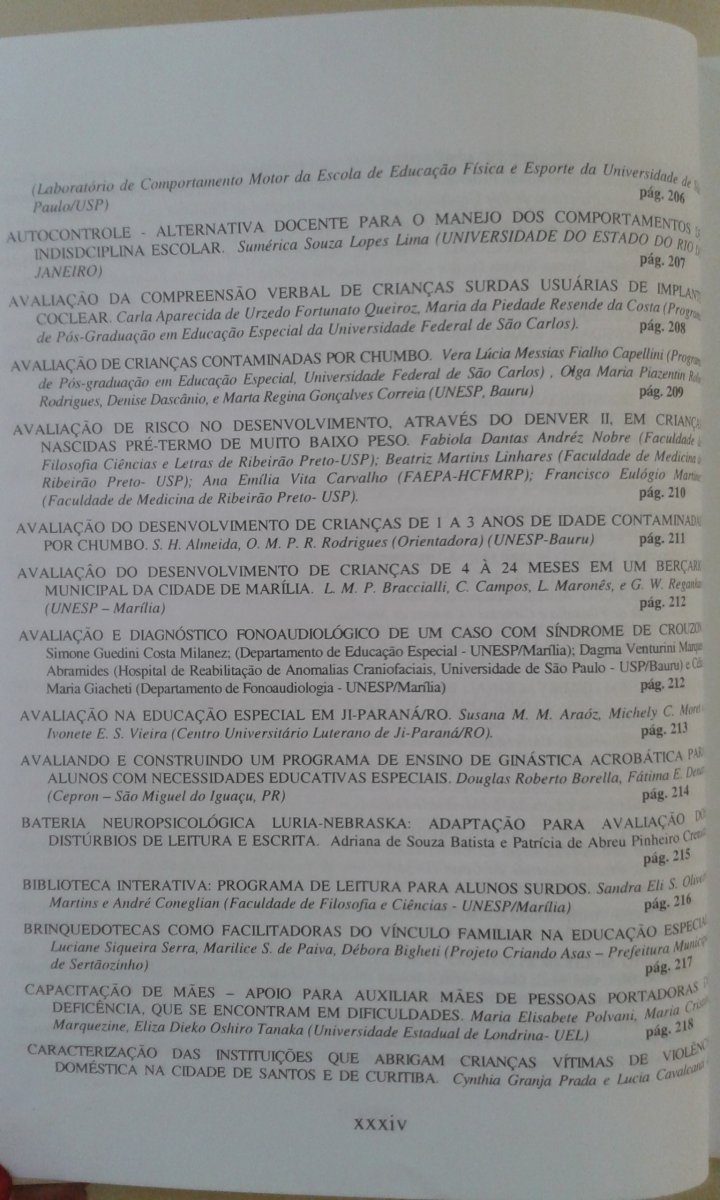 (Laboratório de Comportamento Motor da Escola de Educação Física e Esporte da Universidade de
Paulo/USP) pág. 206
AUTOCONTROLE - ALTERNATIVA DOCENTE PARA O MANEJO DOS COMPORTAMENTOS
INDISDCIPLINA ESCOLAR. Sumérica Souza Lopes Lima (UNIVERSIDADE DO ESTADO DO RIO
JANEIRO) pág. 207
AVALIAÇÃO DA COMPREENSÃO VERBAL DE CRIANÇAS SURDAS USUÁRIAS DE IMPLANT
COCLEAR. Carla Aparecida de Urzedo Fortunato Queiroz, Maria da Piedade Resende da Costa (Program
de Pós-Graduação em Educação Especial da Universidade Federal de São Carlos). pág. 208
AVALIAÇÃO DE CRIANÇAS CONTAMINADAS POR CHUMBO. Vera Lúcia Messias Fialho Capellini (Program
de Pós-graduação em Educação Especial, Universidade Federal de São Carlos) , Olga Maria Piazentin
Rodrigues, Denise Dascânio, e Marta Regina Gonçalves Correia (UNESP, Bauru) pág. 209
AVALIAÇÃO DE RISCO NO DESENVOLVIMENTO, ATRAVÉS DO DENVER II, EM CRIANÇA
NASCIDAS PRÉ-TERMO DE MUITO BAIXO PESO. Fabiola Dantas Andréz Nobre (Faculdade
Filosofia Ciências e Letras de Ribeirão Preto-USP); Beatriz Martins Linhares (Faculdade de Medicina
Ribeirão Preto- USP); Ana Emília Vita Carvalho (FAEPA-HCFMRP); Francisco Eulógio Martine
(Faculdade de Medicina de Ribeirão Preto- USP). pág. 210
AVALIAÇÃO DO DESENVOLVIMENTO DE CRIANÇAS DE 1 A 3 ANOS DE IDADE CONTAMINADA
POR CHUMBO. S. H. Almeida, O. M. P. R. Rodrigues (Orientadora) (UNESP-Bauru) pág. 211
AVALIAÇÃO DO DESENVOLVIMENTO DE CRIANÇAS DE 4 À 24 MESES EM UM BERÇAR
MUNICIPAL DA CIDADE DE MARÍLIA. L. M. P. Braccialli, C. Campos, L. Maronês, e G. W. Regan
(UNESP – Marília) pág. 212
AVALIAÇÃO E DIAGNÓSTICO FONOAUDIOLÓGICO DE UM CASO COM SÍNDROME DE CROUZON
Simone Guedini Costa Milanez; (Departamento de Educação Especial - UNESP/Marília); Dagma Venturini Marque
Abramides (Hospital de Reabilitação de Anomalias Craniofaciais, Universidade de São Paulo - USP/Bauru) e
Maria Giacheti (Departamento de Fonoaudiologia - UNESP/Marília) pág. 212
AVALIAÇÃO NA EDUCAÇÃO ESPECIAL EM JI-PARANÁ/RO. Susana M. M. Araóz, Michely C.
Ivonete E. S. Vieira (Centro Universitário Luterano de Ji-Paraná/RO). pág. 213
AVALIANDO E CONSTRUINDO UM PROGRAMA DE ENSINO DE GINÁSTICA ACROBÁTICA PARA
ALUNOS COM NECESSIDADES EDUCATIVAS ESPECIAIS. Douglas Roberto Borella, Fátima E.
(Cepron – São Miguel do Iguaçu, PR) pág. 214
BATERIA NEUROPSICOLÓGICA LURIA-NEBRASKA: ADAPTAÇÃO PARA AVALIAÇÃO DOS
DISTÚRBIOS DE LEITURA E ESCRITA. Adriana de Souza Batista e Patrícia de Abreu Pinheiro
pág. 215
BIBLIOTECA INTERATIVA: PROGRAMA DE LEITURA PARA ALUNOS SURDOS. Sandra Eli S.
Martins e André Coneglian (Faculdade de Filosofia e Ciências - UNESP/Marília) pág. 216
BRINQUEDOTECAS COMO FACILITADORAS DO VÍNCULO FAMILIAR NA EDUCAÇÃO ESPECIAL
Luciane Siqueira Serra, Marilice S. de Paiva, Débora Bigheti (Projeto Criando Asas – Prefeitura Municip
de Sertãozinho) pág. 217
CAPACITAÇÃO DE MÃES – APOIO PARA AUXILIAR MÃES DE PESSOAS PORTADORAS
DEFICÊNCIA, QUE SE ENCONTRAM EM DIFICULDADES. Maria Elisabete Polvani, Maria
Marquezine, Eliza Dieko Oshiro Tanaka (Universidade Estadual de Londrina- UEL) pág. 218
CARACTERIZAÇÃO DAS INSTITUIÇÕES QUE ABRIGAM CRIANÇAS VÍTIMAS DE VIOLÊNC
DOMÉSTICA NA CIDADE DE SANTOS E DE CURITIBA. Cynthia Granja Prada e Lucia
xxxiv